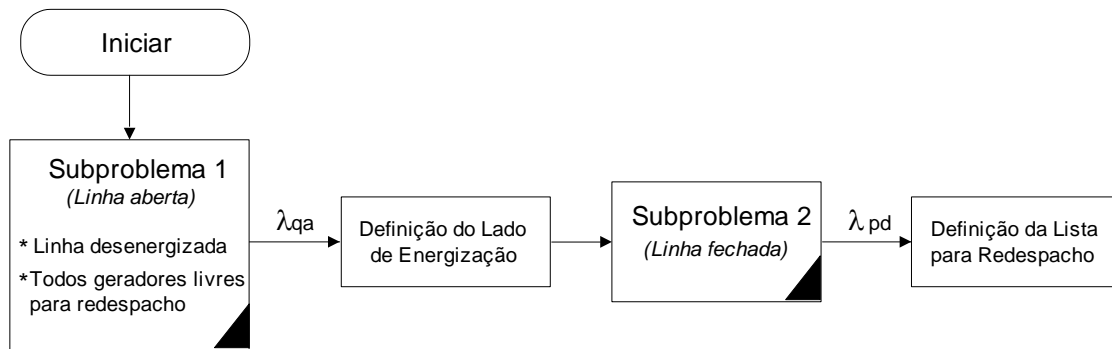 Iniciar
Subproblema 1
(Linha aberta)
* Linha desenergizada
*Todos geradores livres
para redespacho
λqa
Definição do Lado
de Energização
Subproblema 2
(Linha fechada)
λpd
Definição da Lista
para Redespacho